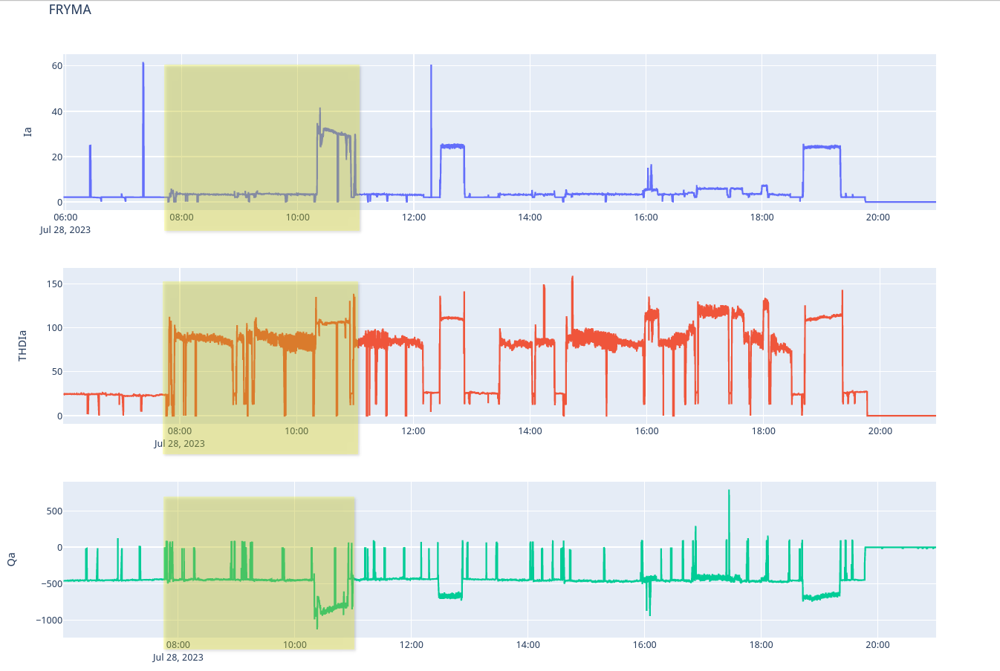 FRYMA
60
40
20
0
Ia
06:00 08:00 10:00 12:00 14:00 16:00 18:00 20:00
Jul 28, 2023
150
100
50
0
THDIa
08:00 10:00 12:00 14:00 16:00 18:00 20:00
Jul 28, 2023
500
0
−500
−1000
Qa
08:00 10:00 12:00 14:00 16:00 18:00 20:00
Jul 28, 2023